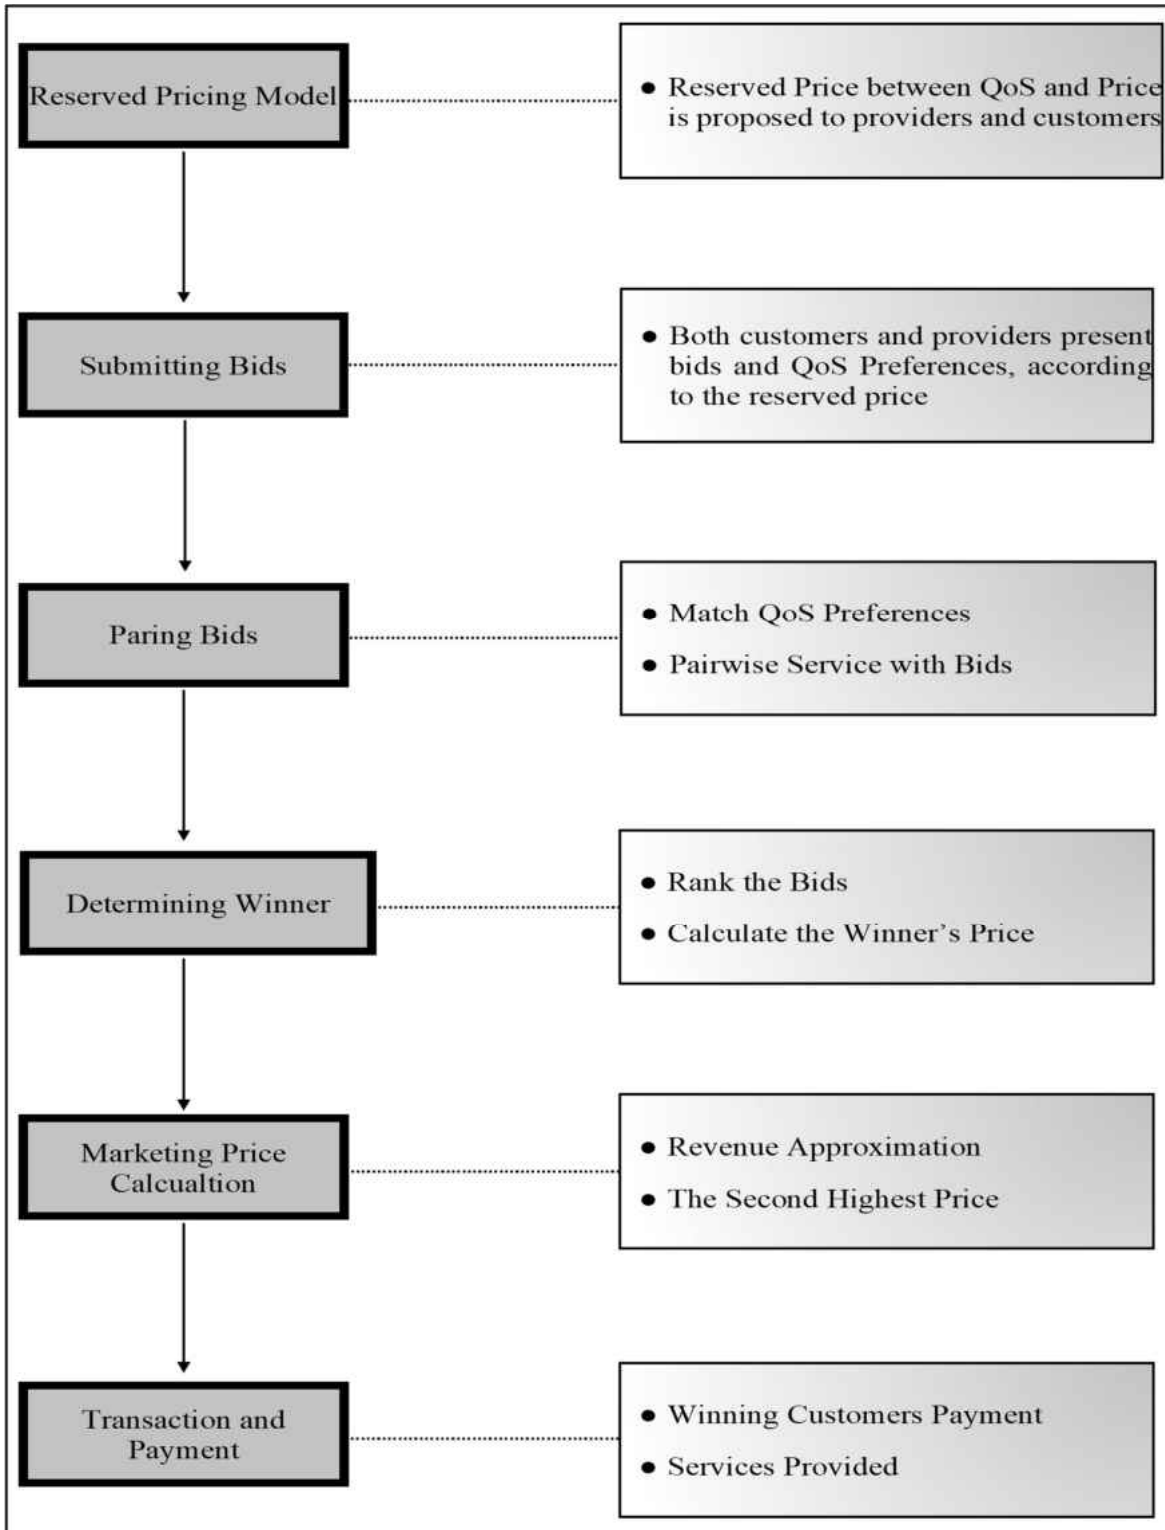 Reserved Pricing Model
● Reserved Price between QoS and Price
is proposed to providers and customers
Submitting Bids
● Both customers and providers present
bids and QoS Preferences, according
to the reserved price
Paring Bids
● Match QoS Preferences
● Pairwise Service with Bids
Determining Winner
● Rank the Bids
● Calculate the Winner’s Price
Marketing Price
Calcualtion
● Revenue Approximation
● The Second Highest Price
Transaction and
Payment
● Winning Customers Payment
● Services Provided